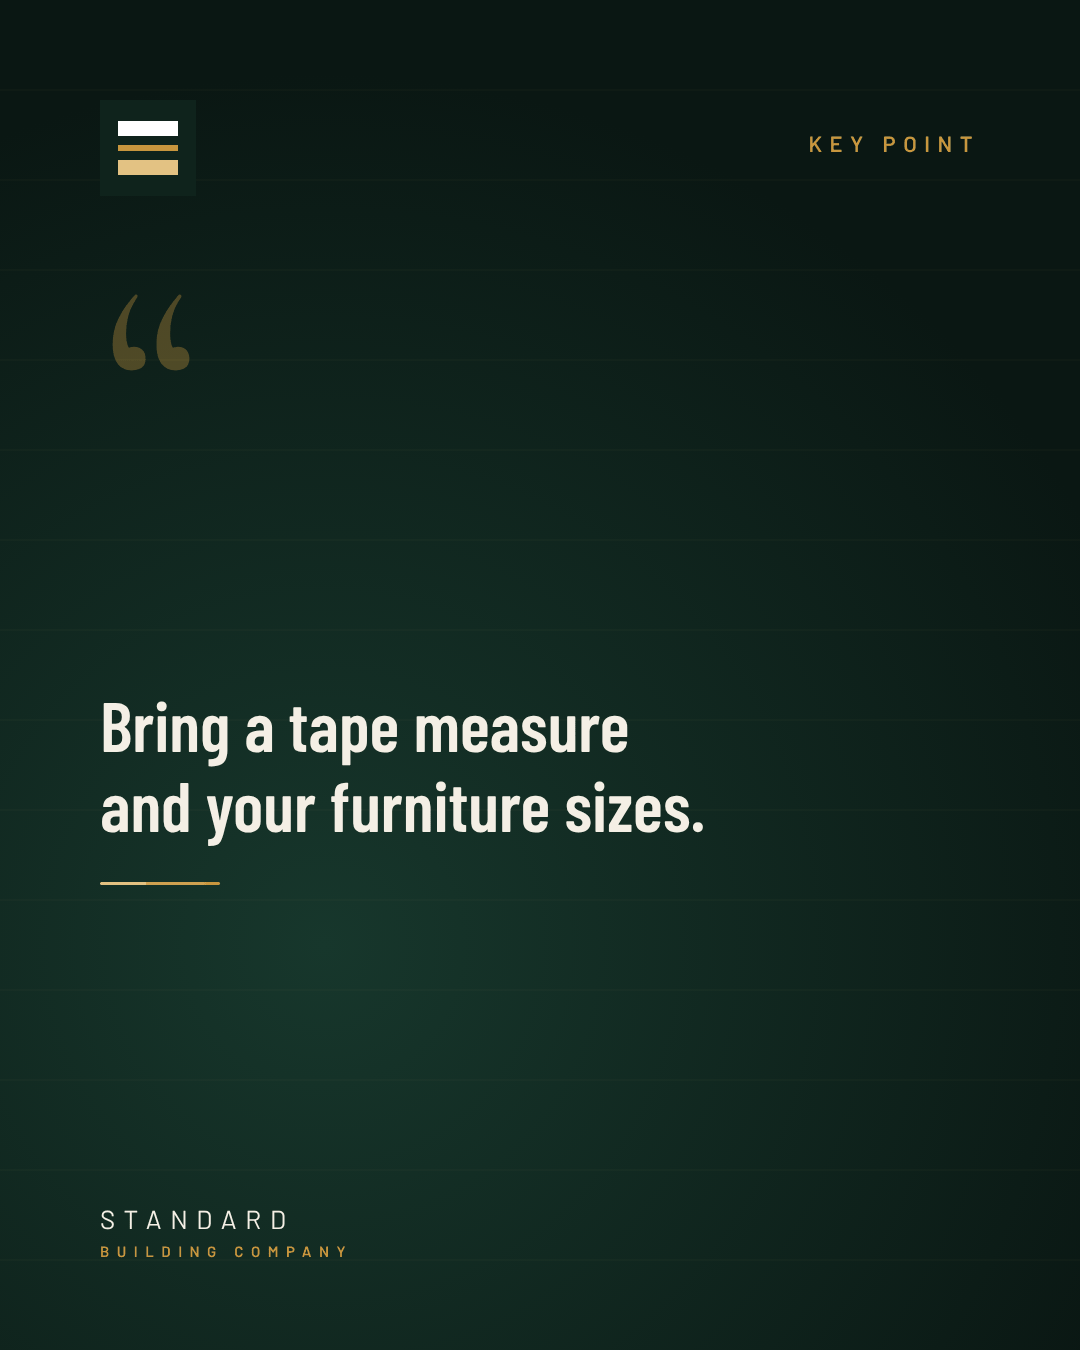 KEY POINT
“
Bring a tape measure
and your furniture sizes.
STANDARD
BUILDING COMPANY